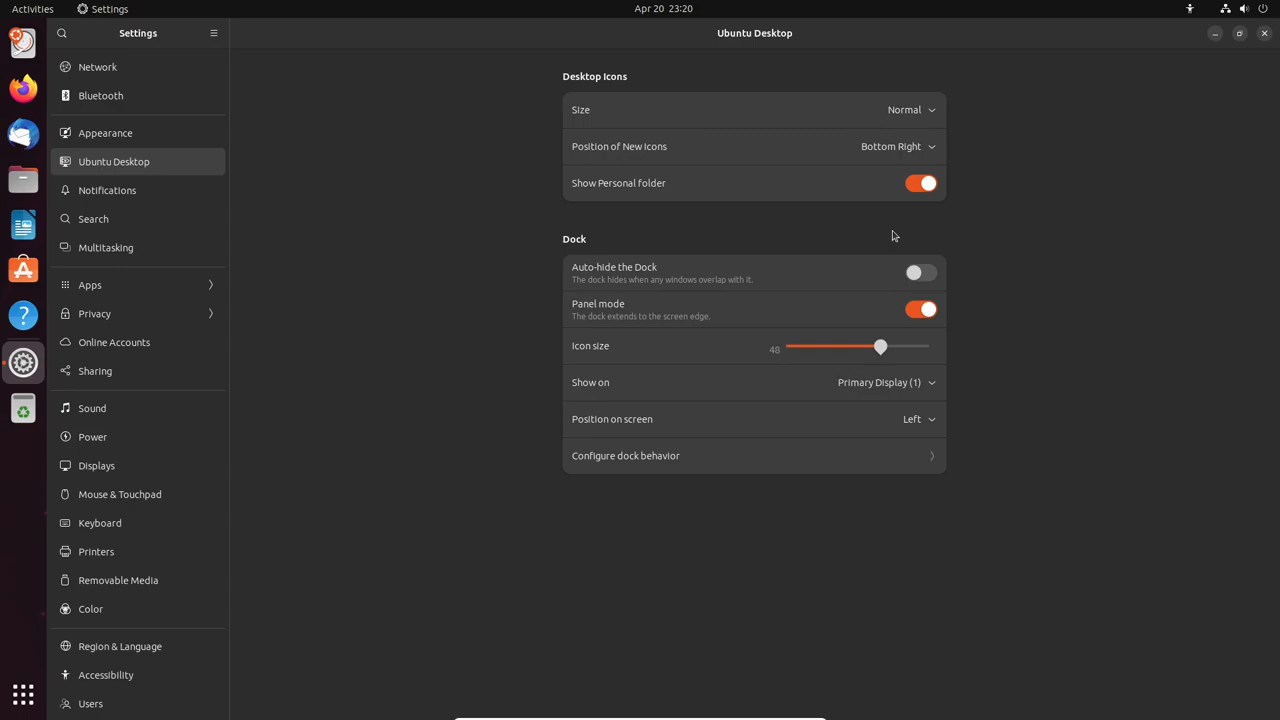 Activities
Settings
Apr 20 23:20
Settings
Ubuntu Desktop
Network
Bluetooth
Appearance
Ubuntu Desktop
Notifications
Search
Multitasking
Apps
Privacy
Online Accounts
Sharing
Sound
Power
Displays
Mouse & Touchpad
Keyboard
Printers
Removable Media
Color
Region & Language
Accessibility
Users
Desktop Icons
Size Normal
Position of New Icons Bottom Right
Show Personal folder
Dock
Auto-hide the Dock
The dock hides when any windows overlap with it.
Panel mode
The dock extends to the screen edge.
Icon size 48
Show on Primary Display (1)
Position on screen Left
Configure dock behavior